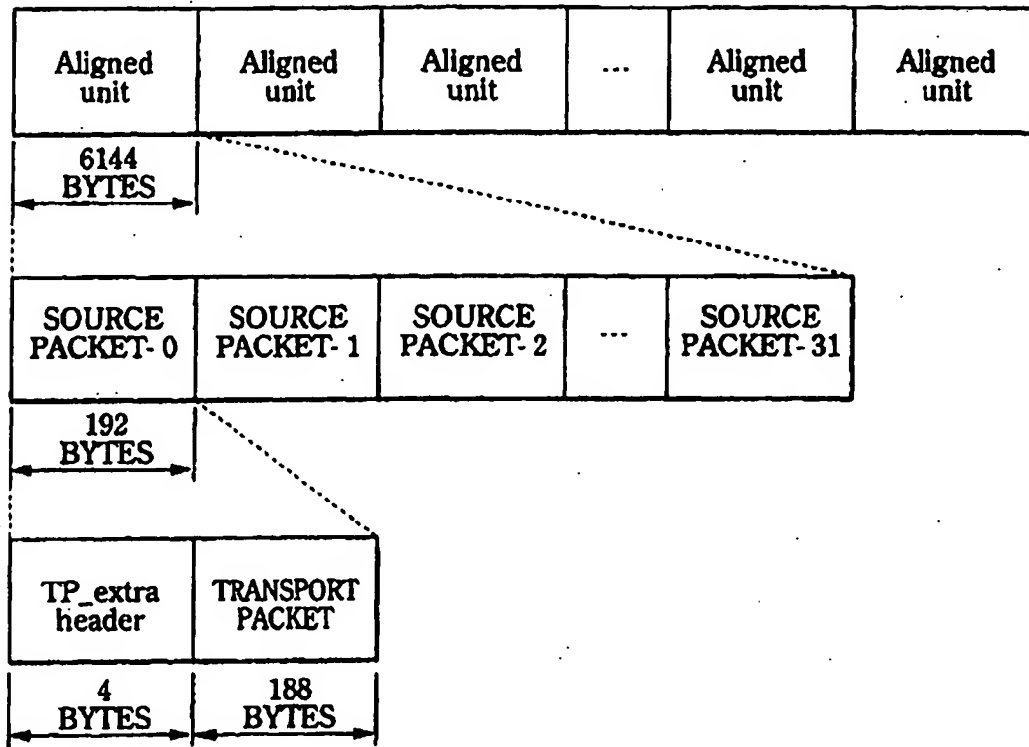 Aligned unit
Aligned unit
Aligned unit
...
Aligned unit
Aligned unit
6144 BYTES
SOURCE PACKET-0
SOURCE PACKET-1
SOURCE PACKET-2
...
SOURCE PACKET-31
192 BYTES
TP_extra header
TRANSPORT PACKET
4 BYTES
188 BYTES